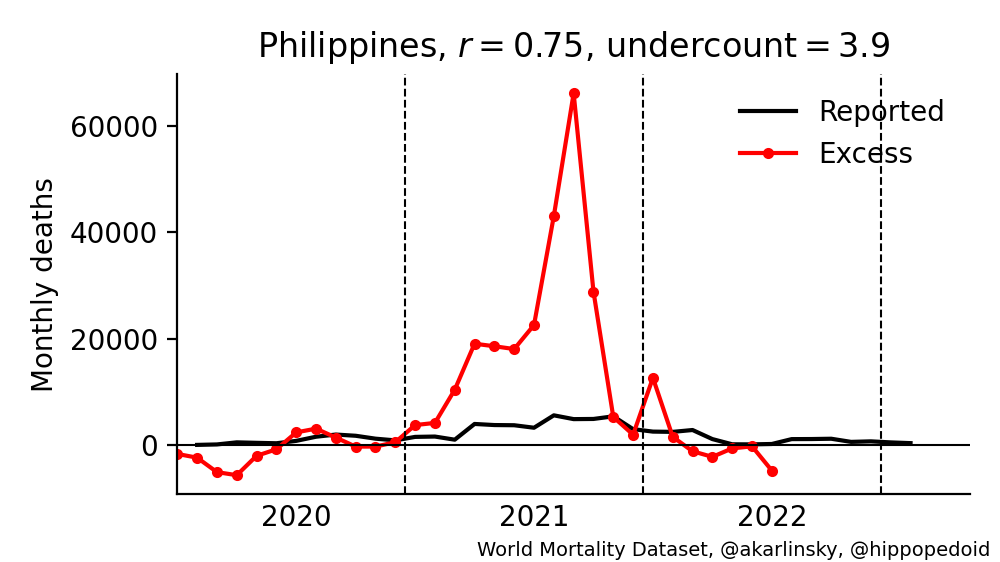 Philippines, r = 0.75, undercount = 3.9
Monthly deaths
60000
40000
20000
0
Reported
Excess
2020 2021 2022
World Mortality Dataset, @akarlinsky, @hippopedoid